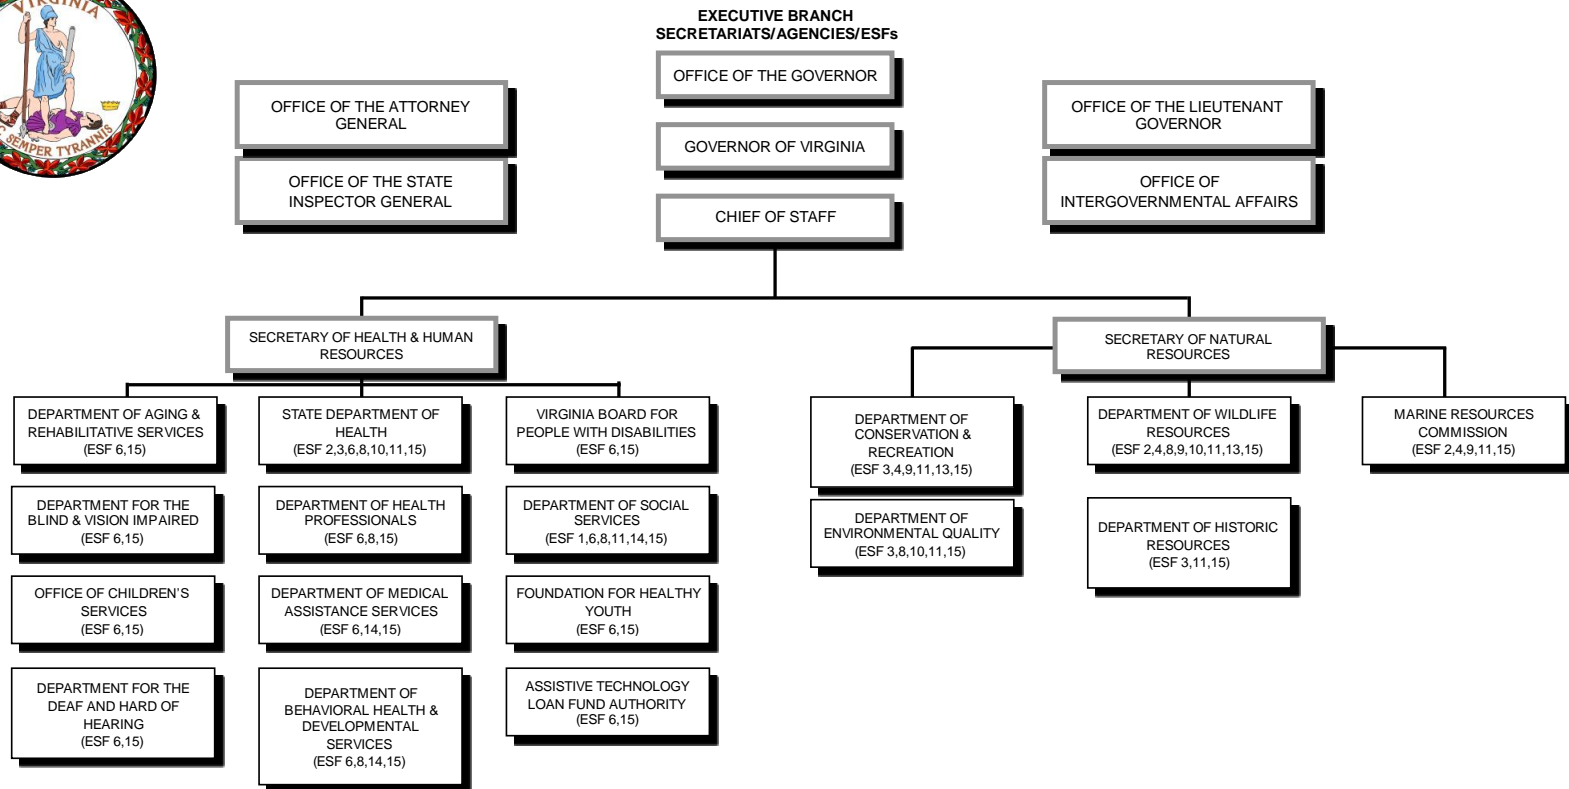 VIRGINIA
SEMPER TYRANNIS
EXECUTIVE BRANCH
SECRETARIATS/AGENCIES/ESFs
OFFICE OF THE GOVERNOR
OFFICE OF THE ATTORNEY
GENERAL
OFFICE OF THE LIEUTENANT
GOVERNOR
GOVERNOR OF VIRGINIA
OFFICE OF THE STATE
INSPECTOR GENERAL
OFFICE OF
INTERGOVERNMENTAL AFFAIRS
CHIEF OF STAFF
SECRETARY OF HEALTH & HUMAN
RESOURCES
SECRETARY OF NATURAL
RESOURCES
DEPARTMENT OF AGING &
REHABILITATIVE SERVICES
(ESF 6,15)
STATE DEPARTMENT OF
HEALTH
(ESF 2,3,6,8,10,11,15)
VIRGINIA BOARD FOR
PEOPLE WITH DISABILITIES
(ESF 6,15)
DEPARTMENT OF
CONSERVATION &
RECREATION
(ESF 3,4,9,11,13,15)
DEPARTMENT OF WILDLIFE
RESOURCES
(ESF 2,4,8,9,10,11,13,15)
MARINE RESOURCES
COMMISSION
(ESF 2,4,9,11,15)
DEPARTMENT FOR THE
BLIND & VISION IMPAIRED
(ESF 6,15)
DEPARTMENT OF HEALTH
PROFESSIONALS
(ESF 6,8,15)
DEPARTMENT OF SOCIAL
SERVICES
(ESF 1,6,8,11,14,15)
DEPARTMENT OF
ENVIRONMENTAL QUALITY
(ESF 3,8,10,11,15)
DEPARTMENT OF HISTORIC
RESOURCES
(ESF 3,11,15)
OFFICE OF CHILDREN'S
SERVICES
(ESF 6,15)
DEPARTMENT OF MEDICAL
ASSISTANCE SERVICES
(ESF 6,14,15)
FOUNDATION FOR HEALTHY
YOUTH
(ESF 6,15)
DEPARTMENT FOR THE
DEAF AND HARD OF
HEARING
(ESF 6,15)
DEPARTMENT OF
BEHAVIORAL HEALTH &
DEVELOPMENTAL
SERVICES
(ESF 6,8,14,15)
ASSISTIVE TECHNOLOGY
LOAN FUND AUTHORITY
(ESF 6,15)